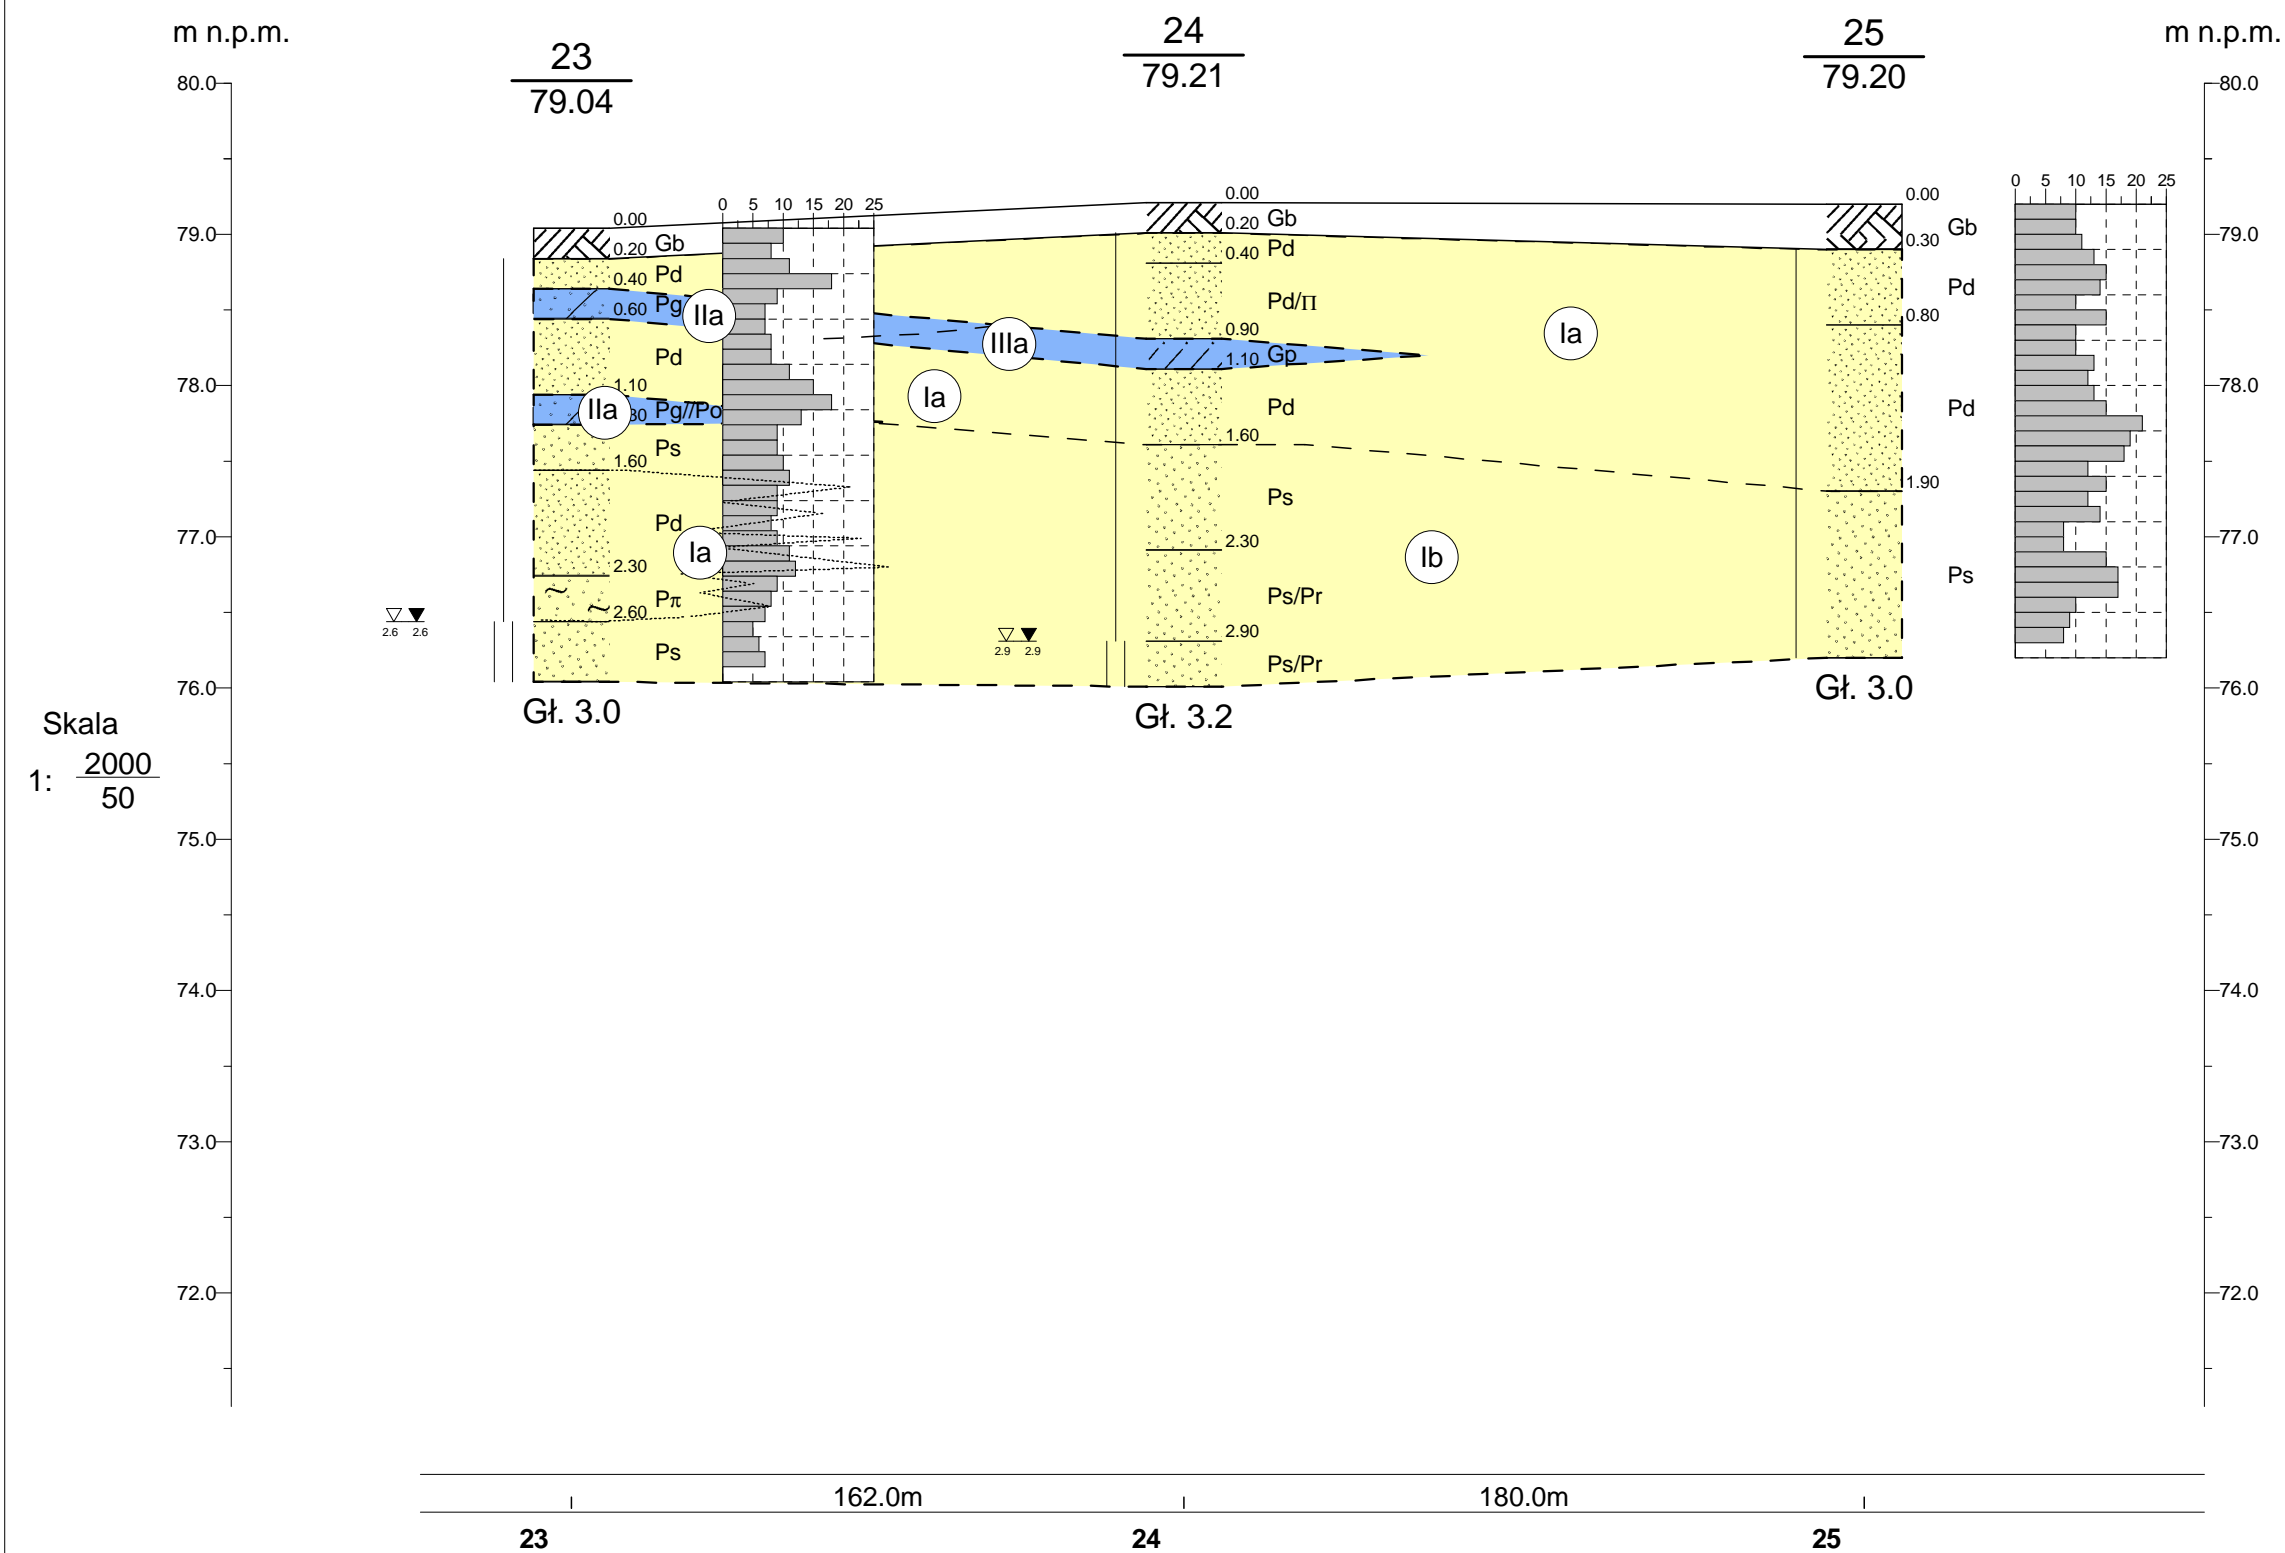 m n.p.m.
m n.p.m.
23
79.04
24
79.21
25
79.20
80.0
79.0
78.0
77.0
76.0
75.0
74.0
73.0
72.0
80.0
79.0
78.0
77.0
76.0
75.0
74.0
73.0
72.0
Skala
1: 2000
50
0.00
0.20
0.40
0.60
1.10
30
1.60
2.30
2.60
Gb
Pd
Pg
Pd
Pg//Po
Ps
Pd
Pπ
Ps
IIa
IIa
Ia
2.6 2.6
Gł. 3.0
0 5 10 15 20 25
IIIa
Ia
0.00
0.20
0.40
0.90
1.10
1.60
2.30
2.90
Gb
Pd
Pd/Π
Gp
Pd
Ps
Ps/Pr
Ps/Pr
2.9 2.9
Gł. 3.2
Ia
Ib
0.00
0.30
0.80
1.90
Gb
Pd
Pd
Ps
Gł. 3.0
0 5 10 15 20 25
162.0m 180.0m
23 24 25